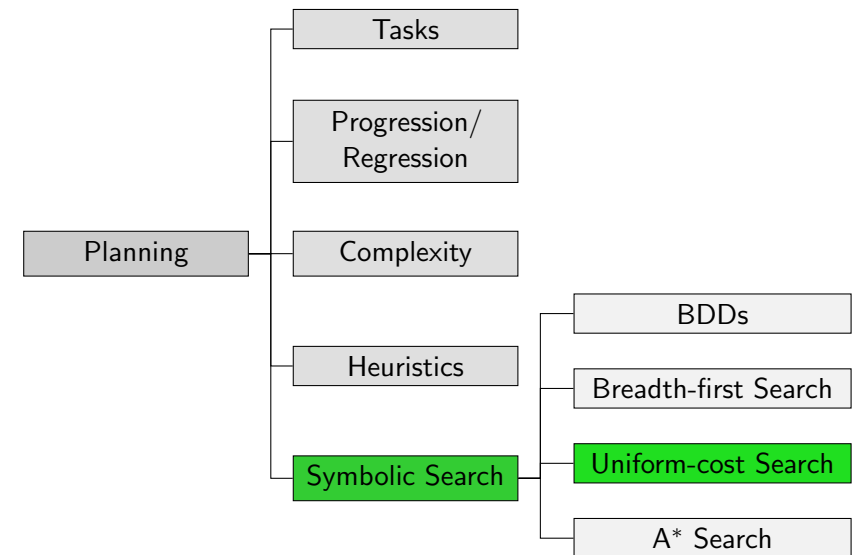 Tasks
Progression/
Regression
Planning
Complexity
BDDs
Heuristics
Breadth-first Search
Symbolic Search
Uniform-cost Search
A* Search